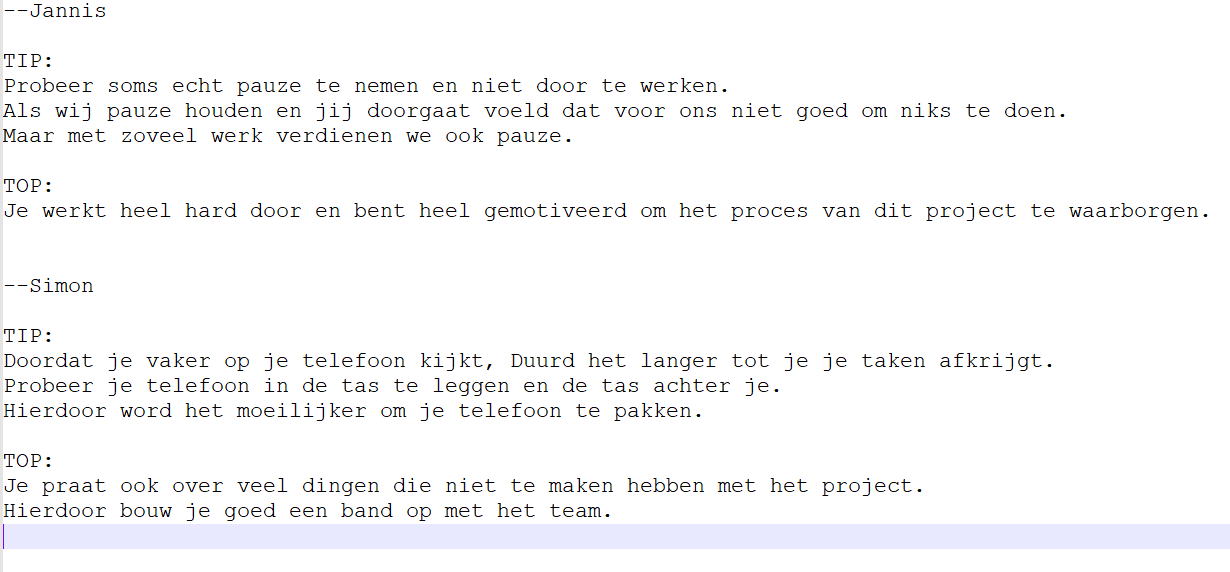 --Jannis
TIP:
Probeer soms echt pauze te nemen en niet door te werken.
Als wij pauze houden en jij doorgaat voeld dat voor ons niet goed om niks te doen.
Maar met zoveel werk verdienen we ook pauze.
TOP:
Je werkt heel hard door en bent heel gemotiveerd om het proces van dit project te waarborgen.
--Simon
TIP:
Doordat je vaker op je telefoon kijkt, Duurd het langer tot je je taken afkrijgt.
Probeer je telefoon in de tas te leggen en de tas achter je.
Hierdoor word het moeilijker om je telefoon te pakken.
TOP:
Je praat ook over veel dingen die niet te maken hebben met het project.
Hierdoor bouw je goed een band op met het team.